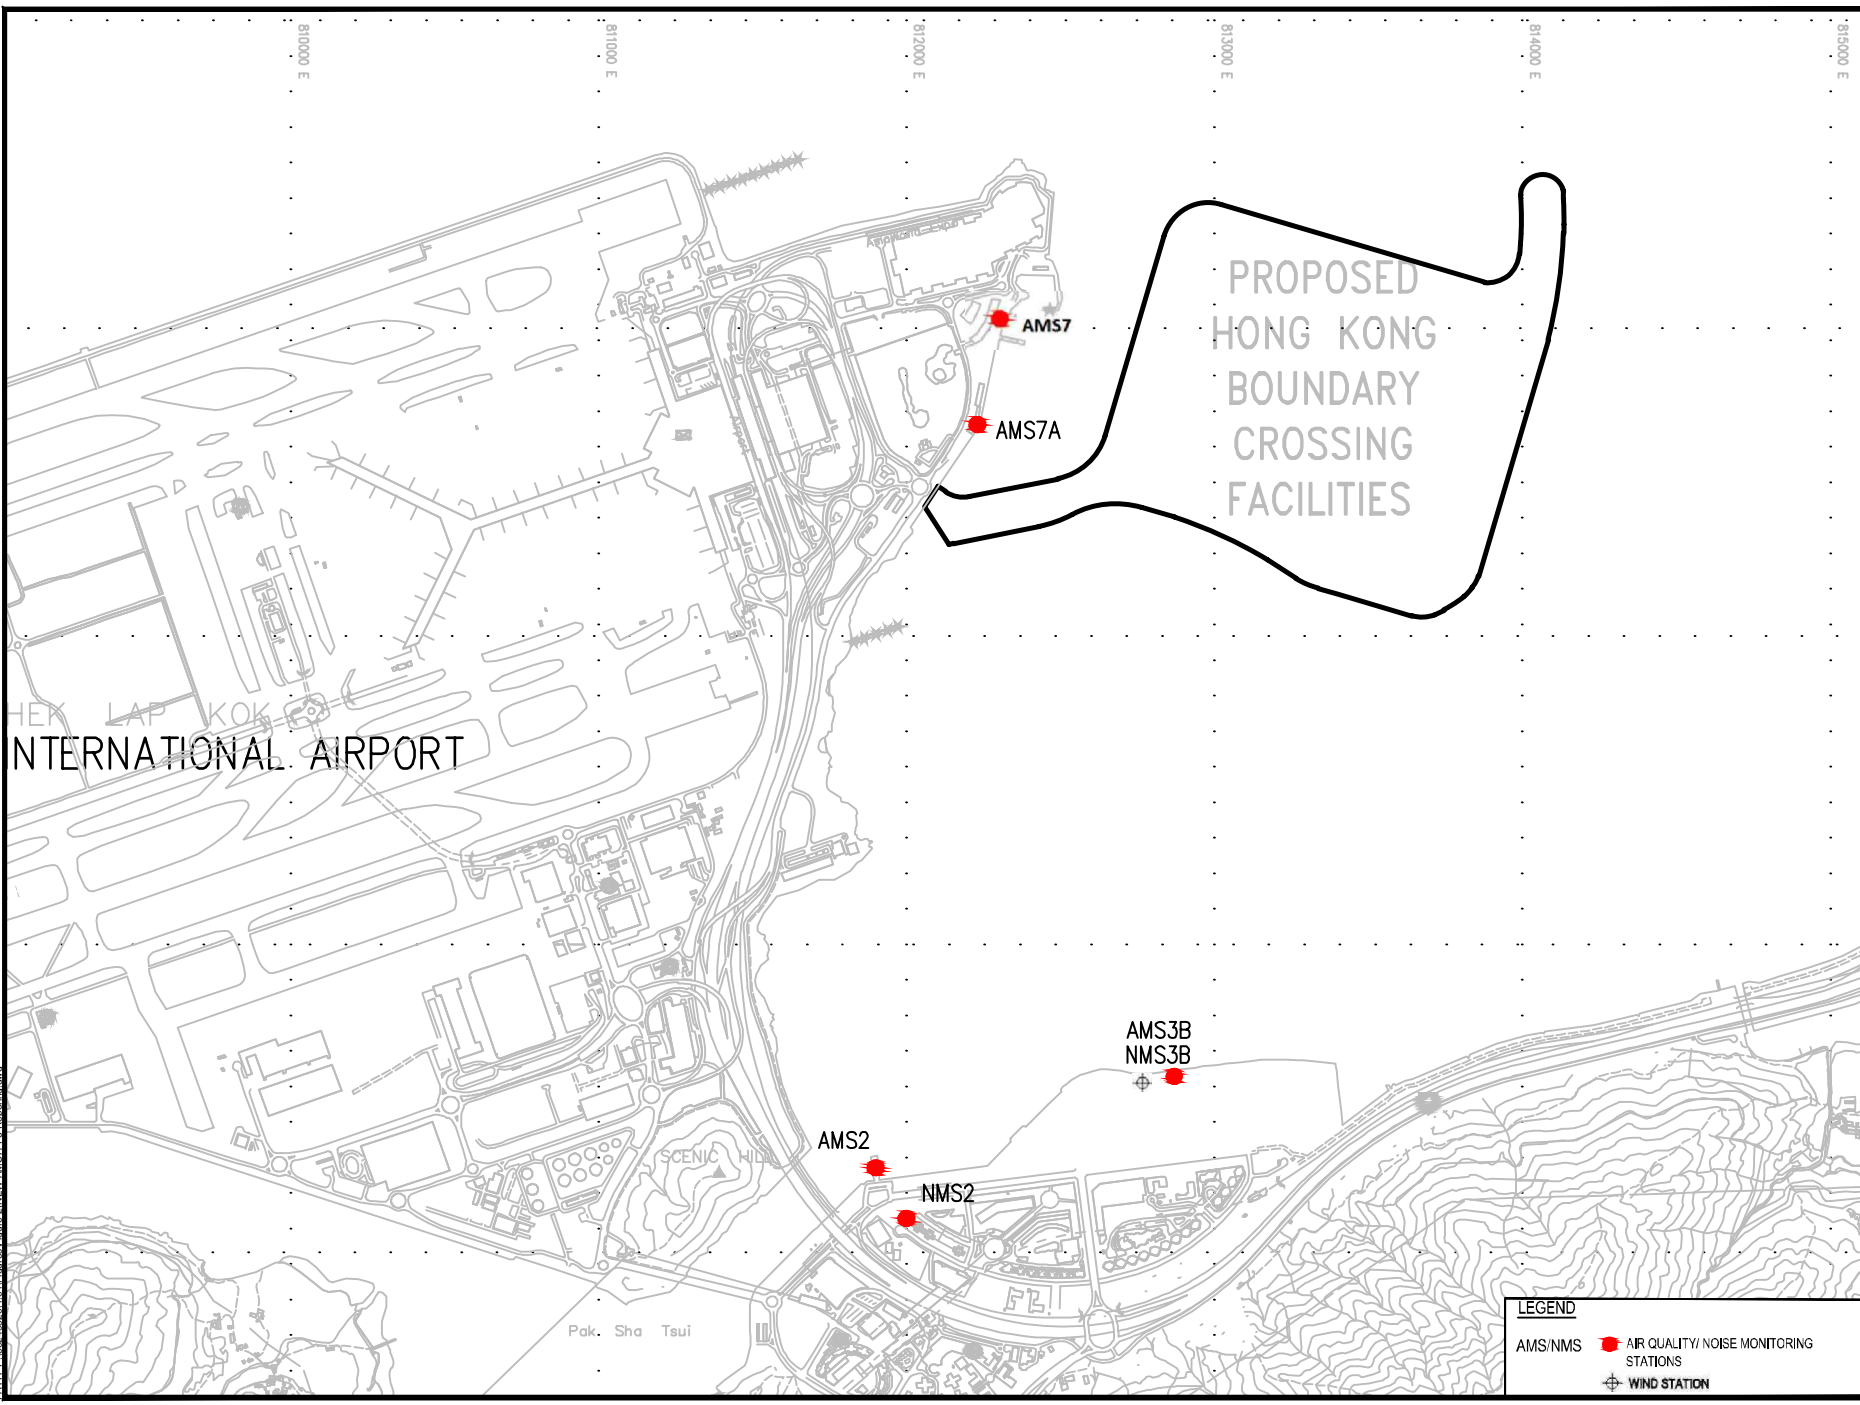 810000 E
811000 E
812000 E
813000 E
814000 E
815000 E
PROPOSED
HONG KONG
BOUNDARY
CROSSING
FACILITIES
AMS7
AMS7A
Airport
HEK LAP KOK
INTERNATIONAL AIRPORT
AMS3B
NMS3B
AMS2
SCENIC HILL
NMS2
Pak Sha Tsui
LEGEND
AMS/NMS
AIR QUALITY/ NOISE MONITORING
STATIONS
WIND STATION